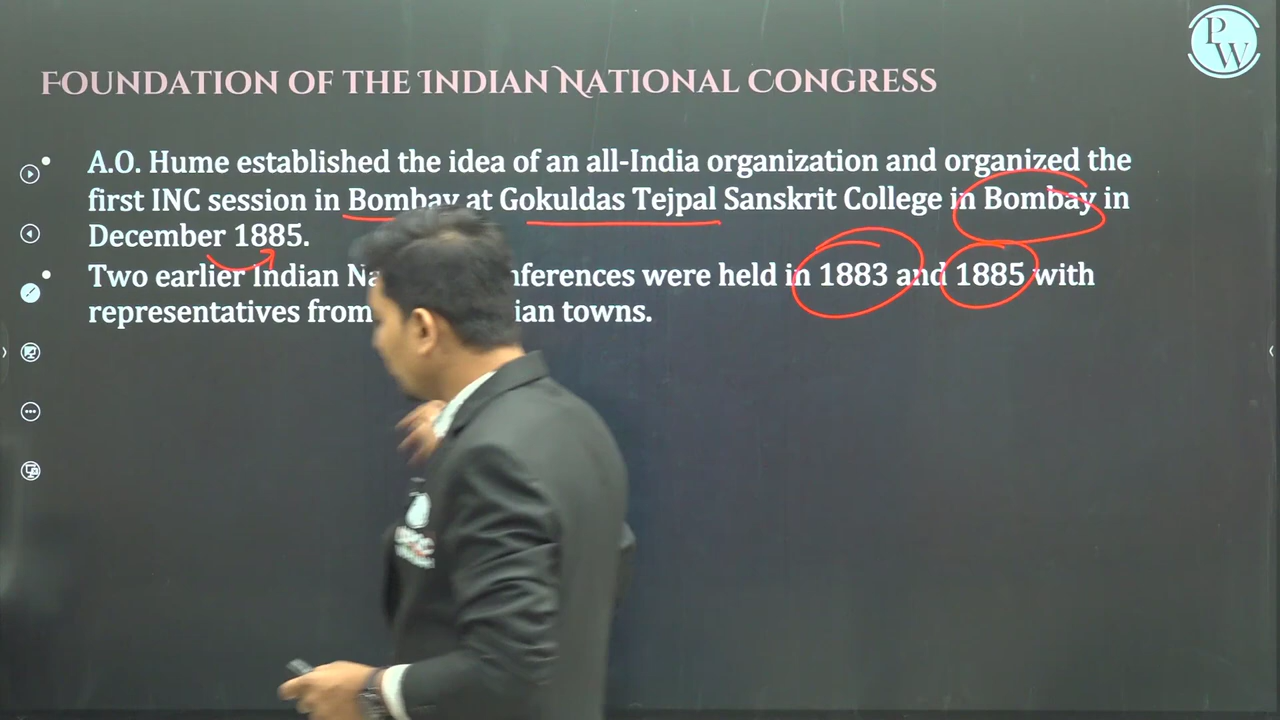 PW
FOUNDATION OF THE INDIAN NATIONAL CONGRESS
• A.O. Hume established the idea of an all-India organization and organized the
first INC session in Bombay at Gokuldas Tejpal Sanskrit College in Bombay in
December 1885.
• Two earlier Indian Na nferences were held in 1883 and 1885 with
representatives from ian towns.